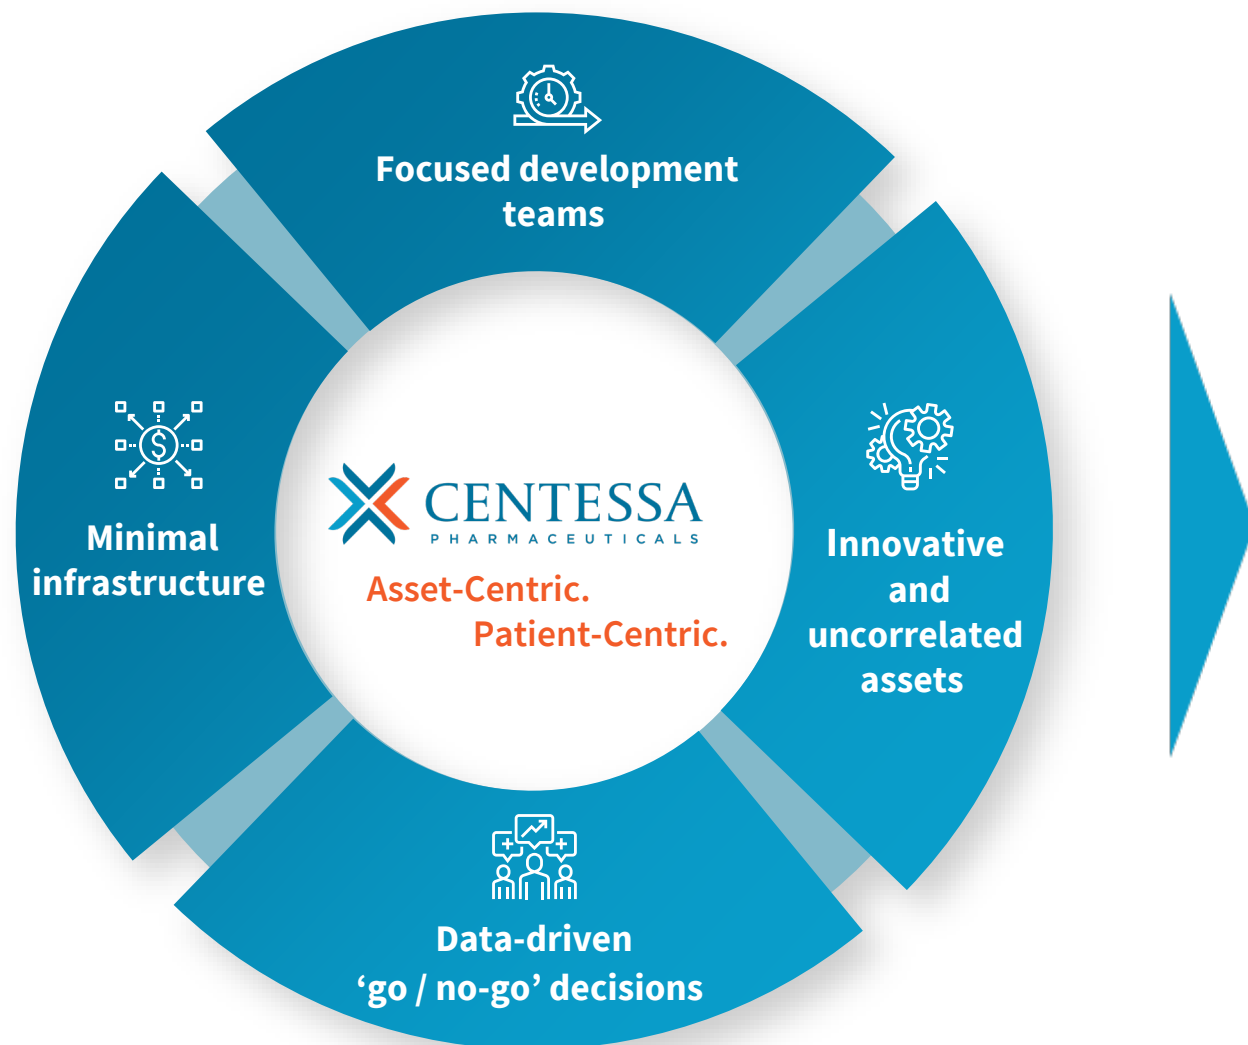 Focused development
teams
Minimal
infrastructure
CENTESSA
PHARMACEUTICALS
Asset-Centric.
Patient-Centric.
Innovative
and
uncorrelated
assets
Data-driven
‘go / no-go’ decisions
$